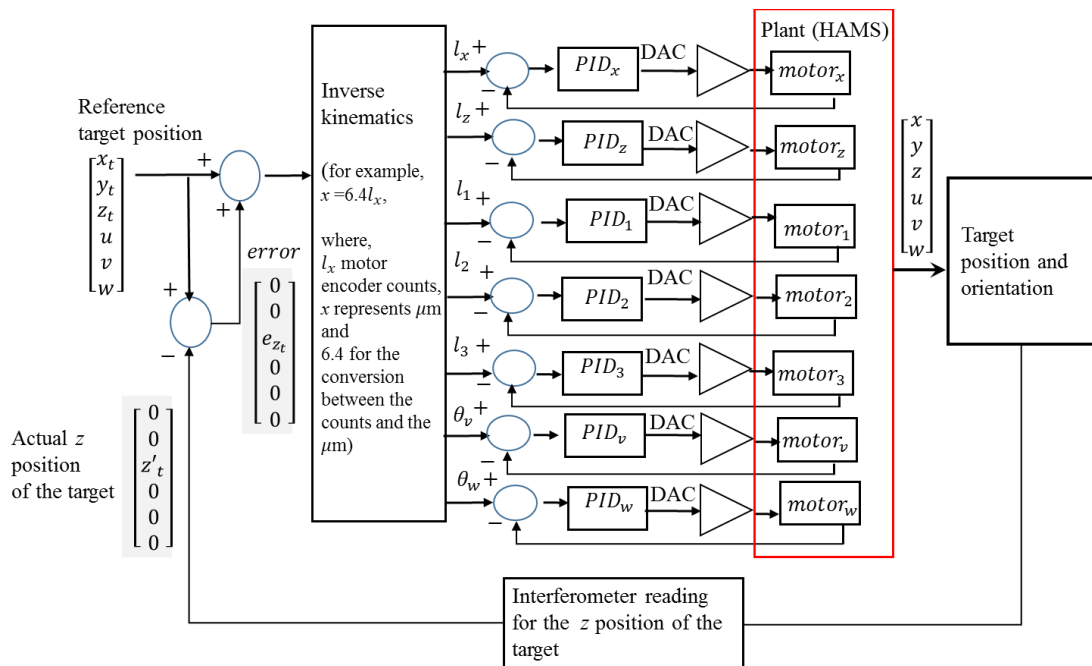 Reference
target position
x_t
y_t
z_t
u
v
w
+
+
+
−
error
0
0
e_{z_t}
0
0
0
Actual z
position
of the target
0
0
z'_t
0
0
0
Inverse
kinematics
(for example,
x =6.4l_x,
where,
l_x motor
encoder counts,
x represents μm
and
6.4 for the
conversion
between the
counts and the
μm)
Plant (HAMS)
l_x + − PID_x DAC motor_x
l_z + − PID_z DAC motor_z
l_1 + − PID_1 DAC motor_1
l_2 + − PID_2 DAC motor_2
l_3 + − PID_3 DAC motor_3
θ_v + − PID_v DAC motor_v
θ_w + − PID_w DAC motor_w
x
y
z
u
v
w
Target
position and
orientation
Interferometer reading
for the z position of the
target